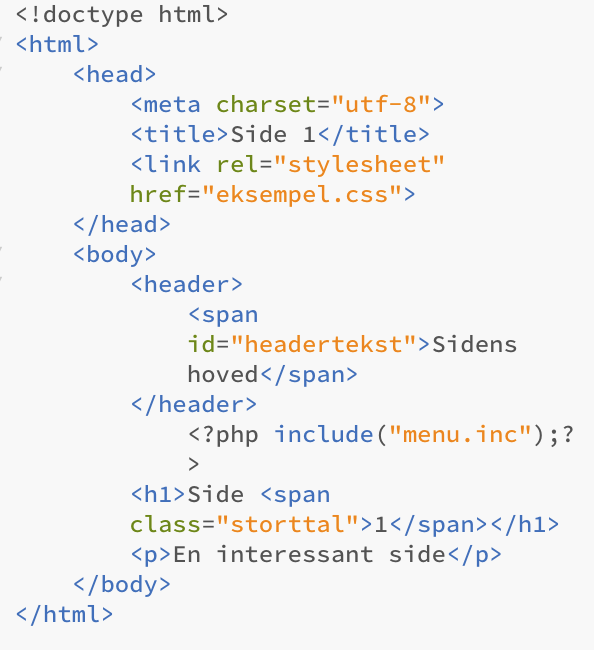 <!doctype html>
<html>
<head>
<meta charset="utf-8">
<title>Side 1</title>
<link rel="stylesheet"
href="eksempel.css">
</head>
<body>
<header>
<span
id="headertekst">Sidens
hoved</span>
</header>
<?php include("menu.inc");?
>
<h1>Side <span
class="storttal">1</span></h1>
<p>En interessant side</p>
</body>
</html>